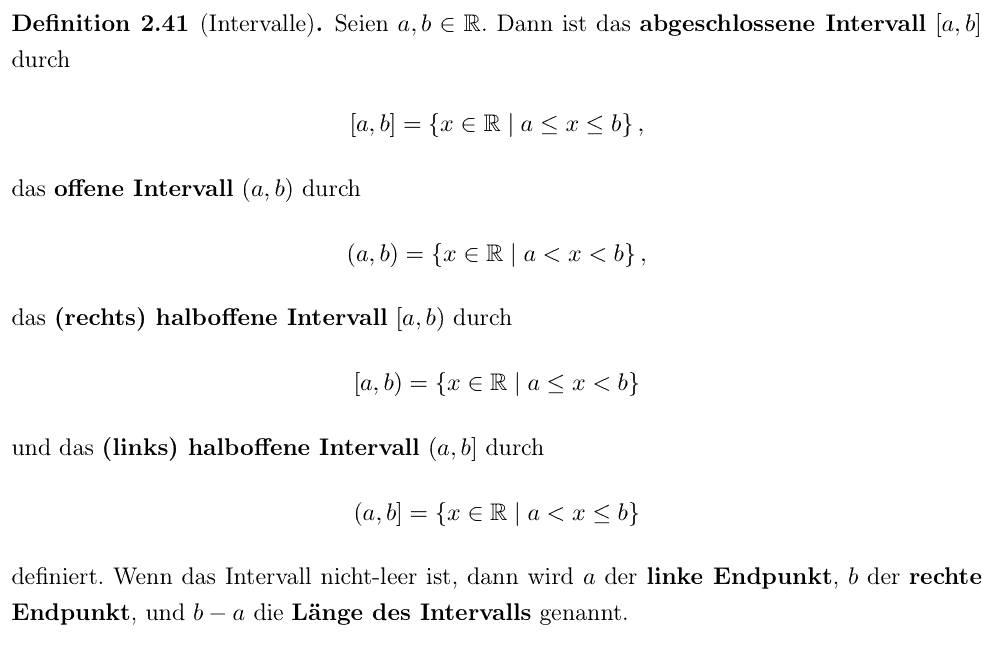 Definition 2.41 (Intervalle). Seien a, b ∈ ℝ. Dann ist das abgeschlossene Intervall [a, b]
durch
[a, b] = {x ∈ ℝ | a ≤ x ≤ b} ,
das offene Intervall (a, b) durch
(a, b) = {x ∈ ℝ | a < x < b} ,
das (rechts) halboffene Intervall [a, b) durch
[a, b) = {x ∈ ℝ | a ≤ x < b}
und das (links) halboffene Intervall (a, b] durch
(a, b] = {x ∈ ℝ | a < x ≤ b}
definiert. Wenn das Intervall nicht-leer ist, dann wird a der linke Endpunkt, b der rechte
Endpunkt, und b − a die Länge des Intervalls genannt.